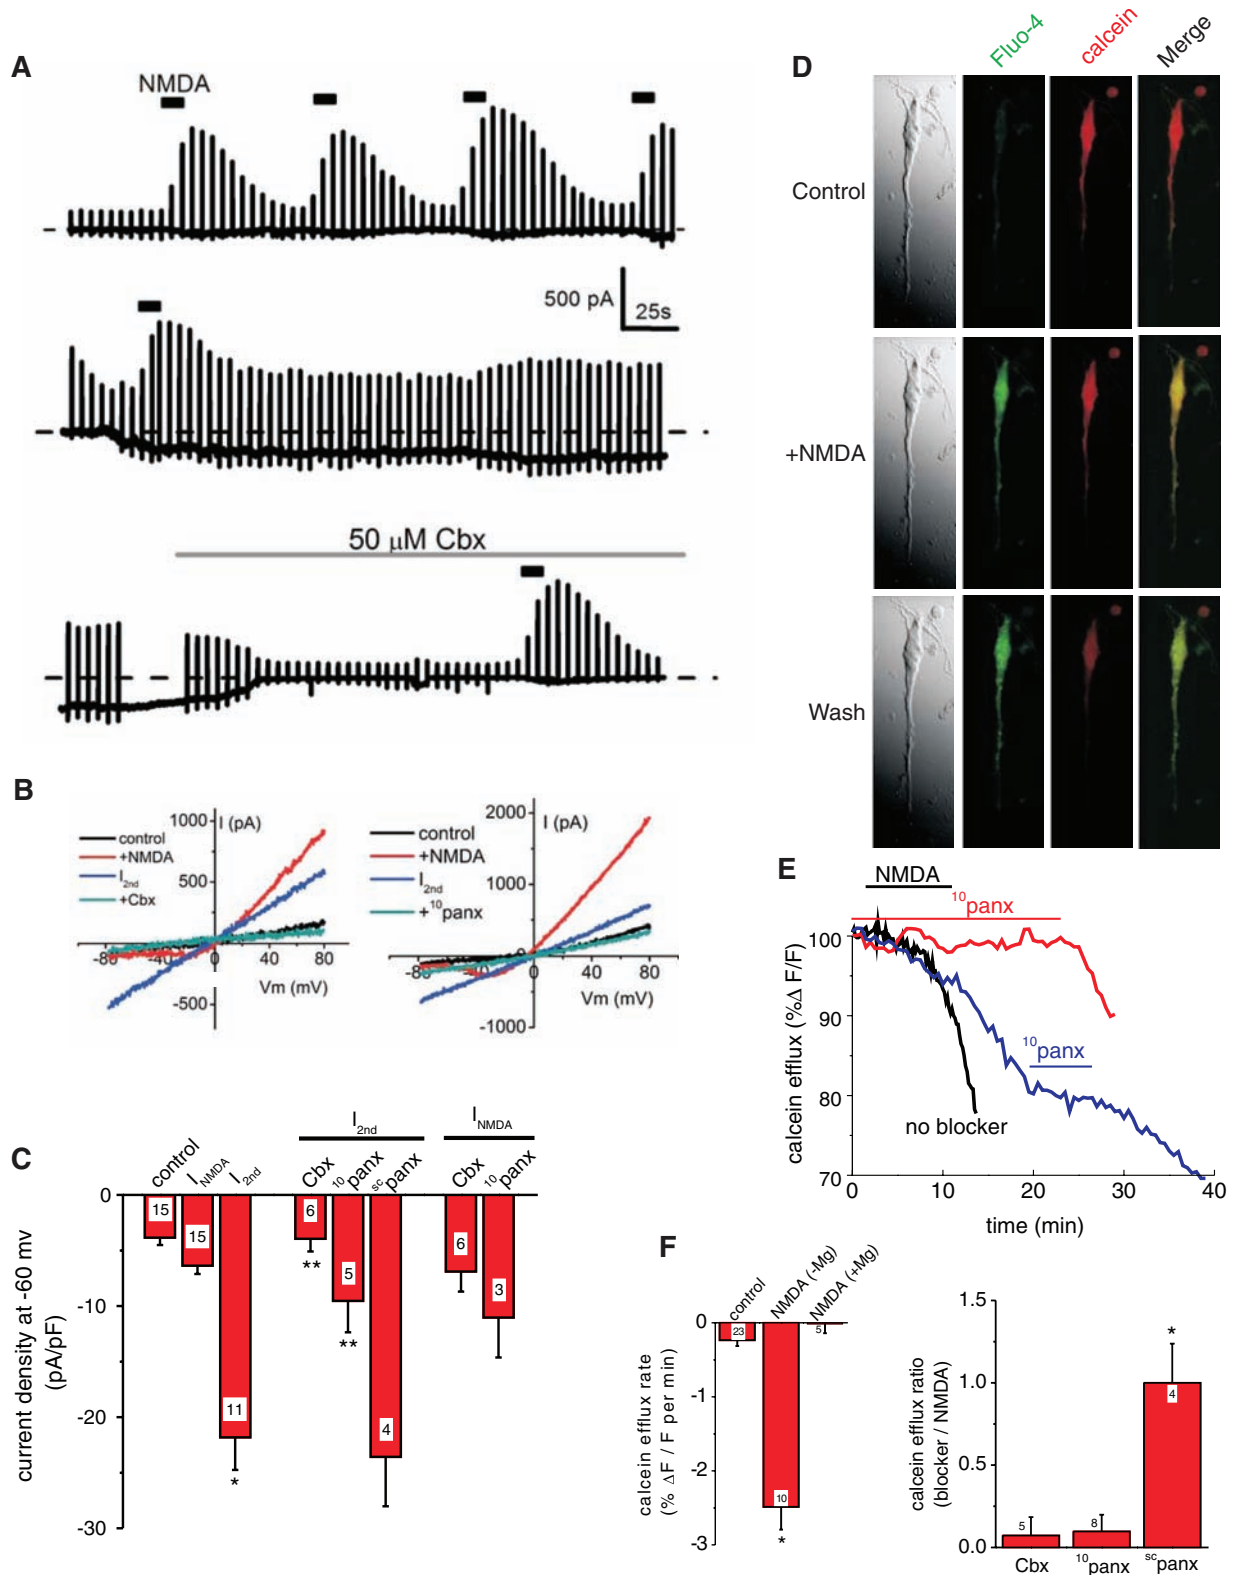 A
NMDA
500 pA
25s
50 μM Cbx
B
1000
I (pA)
control
+NMDA
I2nd
+Cbx
500
-80
-40
0
40
80
Vm (mV)
-500
2000
I (pA)
control
+NMDA
I2nd
+10panx
1000
0
-80
0
40
80
Vm (mV)
-1000
C
control
INMDA
I2nd
I2nd
Cbx
10panx
scpanx
INMDA
Cbx
10panx
0
-10
-20
-30
current density at -60 mv
(pA/pF)
15
15
11
*
6
**
5
**
4
6
3
D
Fluo-4
calcein
Merge
Control
+NMDA
Wash
E
NMDA
10panx
100
90
80
70
calcein efflux (%Δ F/F)
10panx
no blocker
0
10
20
30
40
time (min)
F
control
NMDA (-Mg)
NMDA (+Mg)
0
-1
-2
-3
calcein efflux rate
(% ΔF / F per min)
23
10
*
5
1.5
1.0
0.5
0.0
calcein efflux ratio
(blocker / NMDA)
5
8
*
4
Cbx
10panx
scpanx